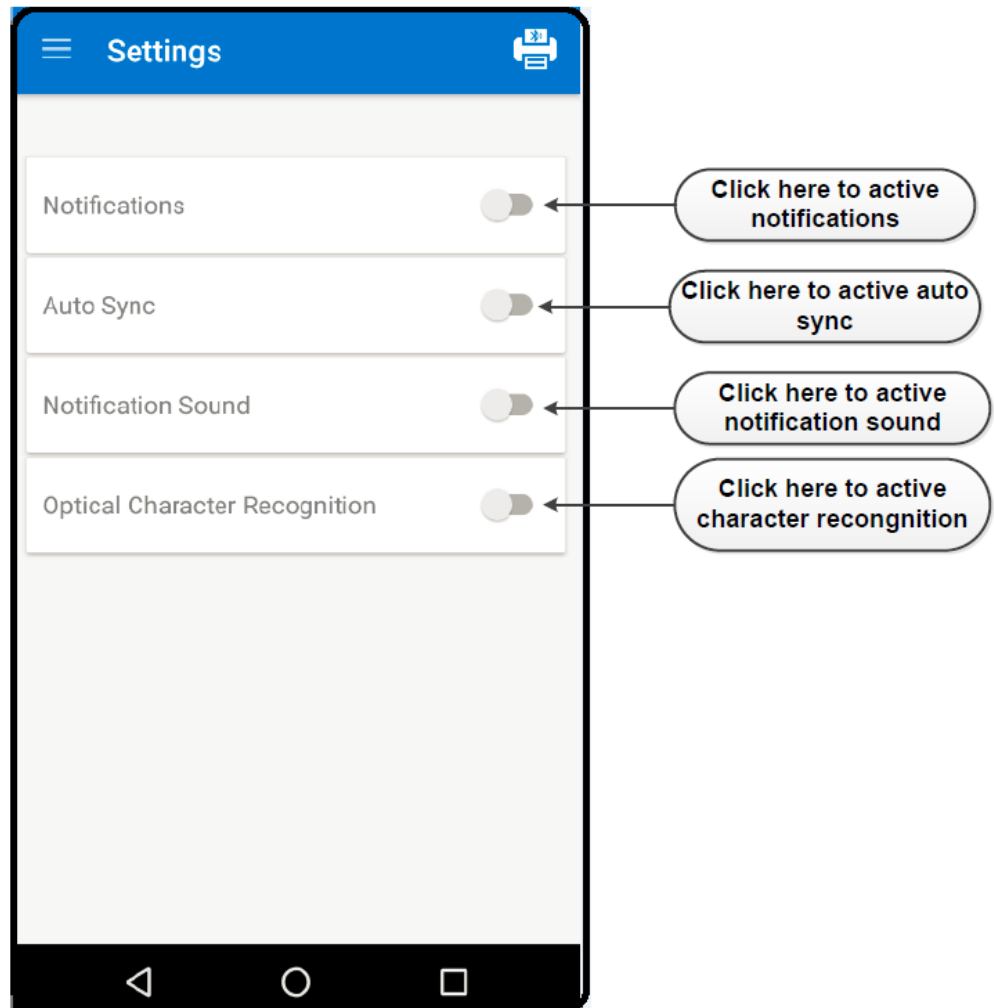 Settings
Notifications
Click here to active
notifications
Auto Sync
Click here to active auto
sync
Notification Sound
Click here to active
notification sound
Optical Character Recognition
Click here to active
character recongnition